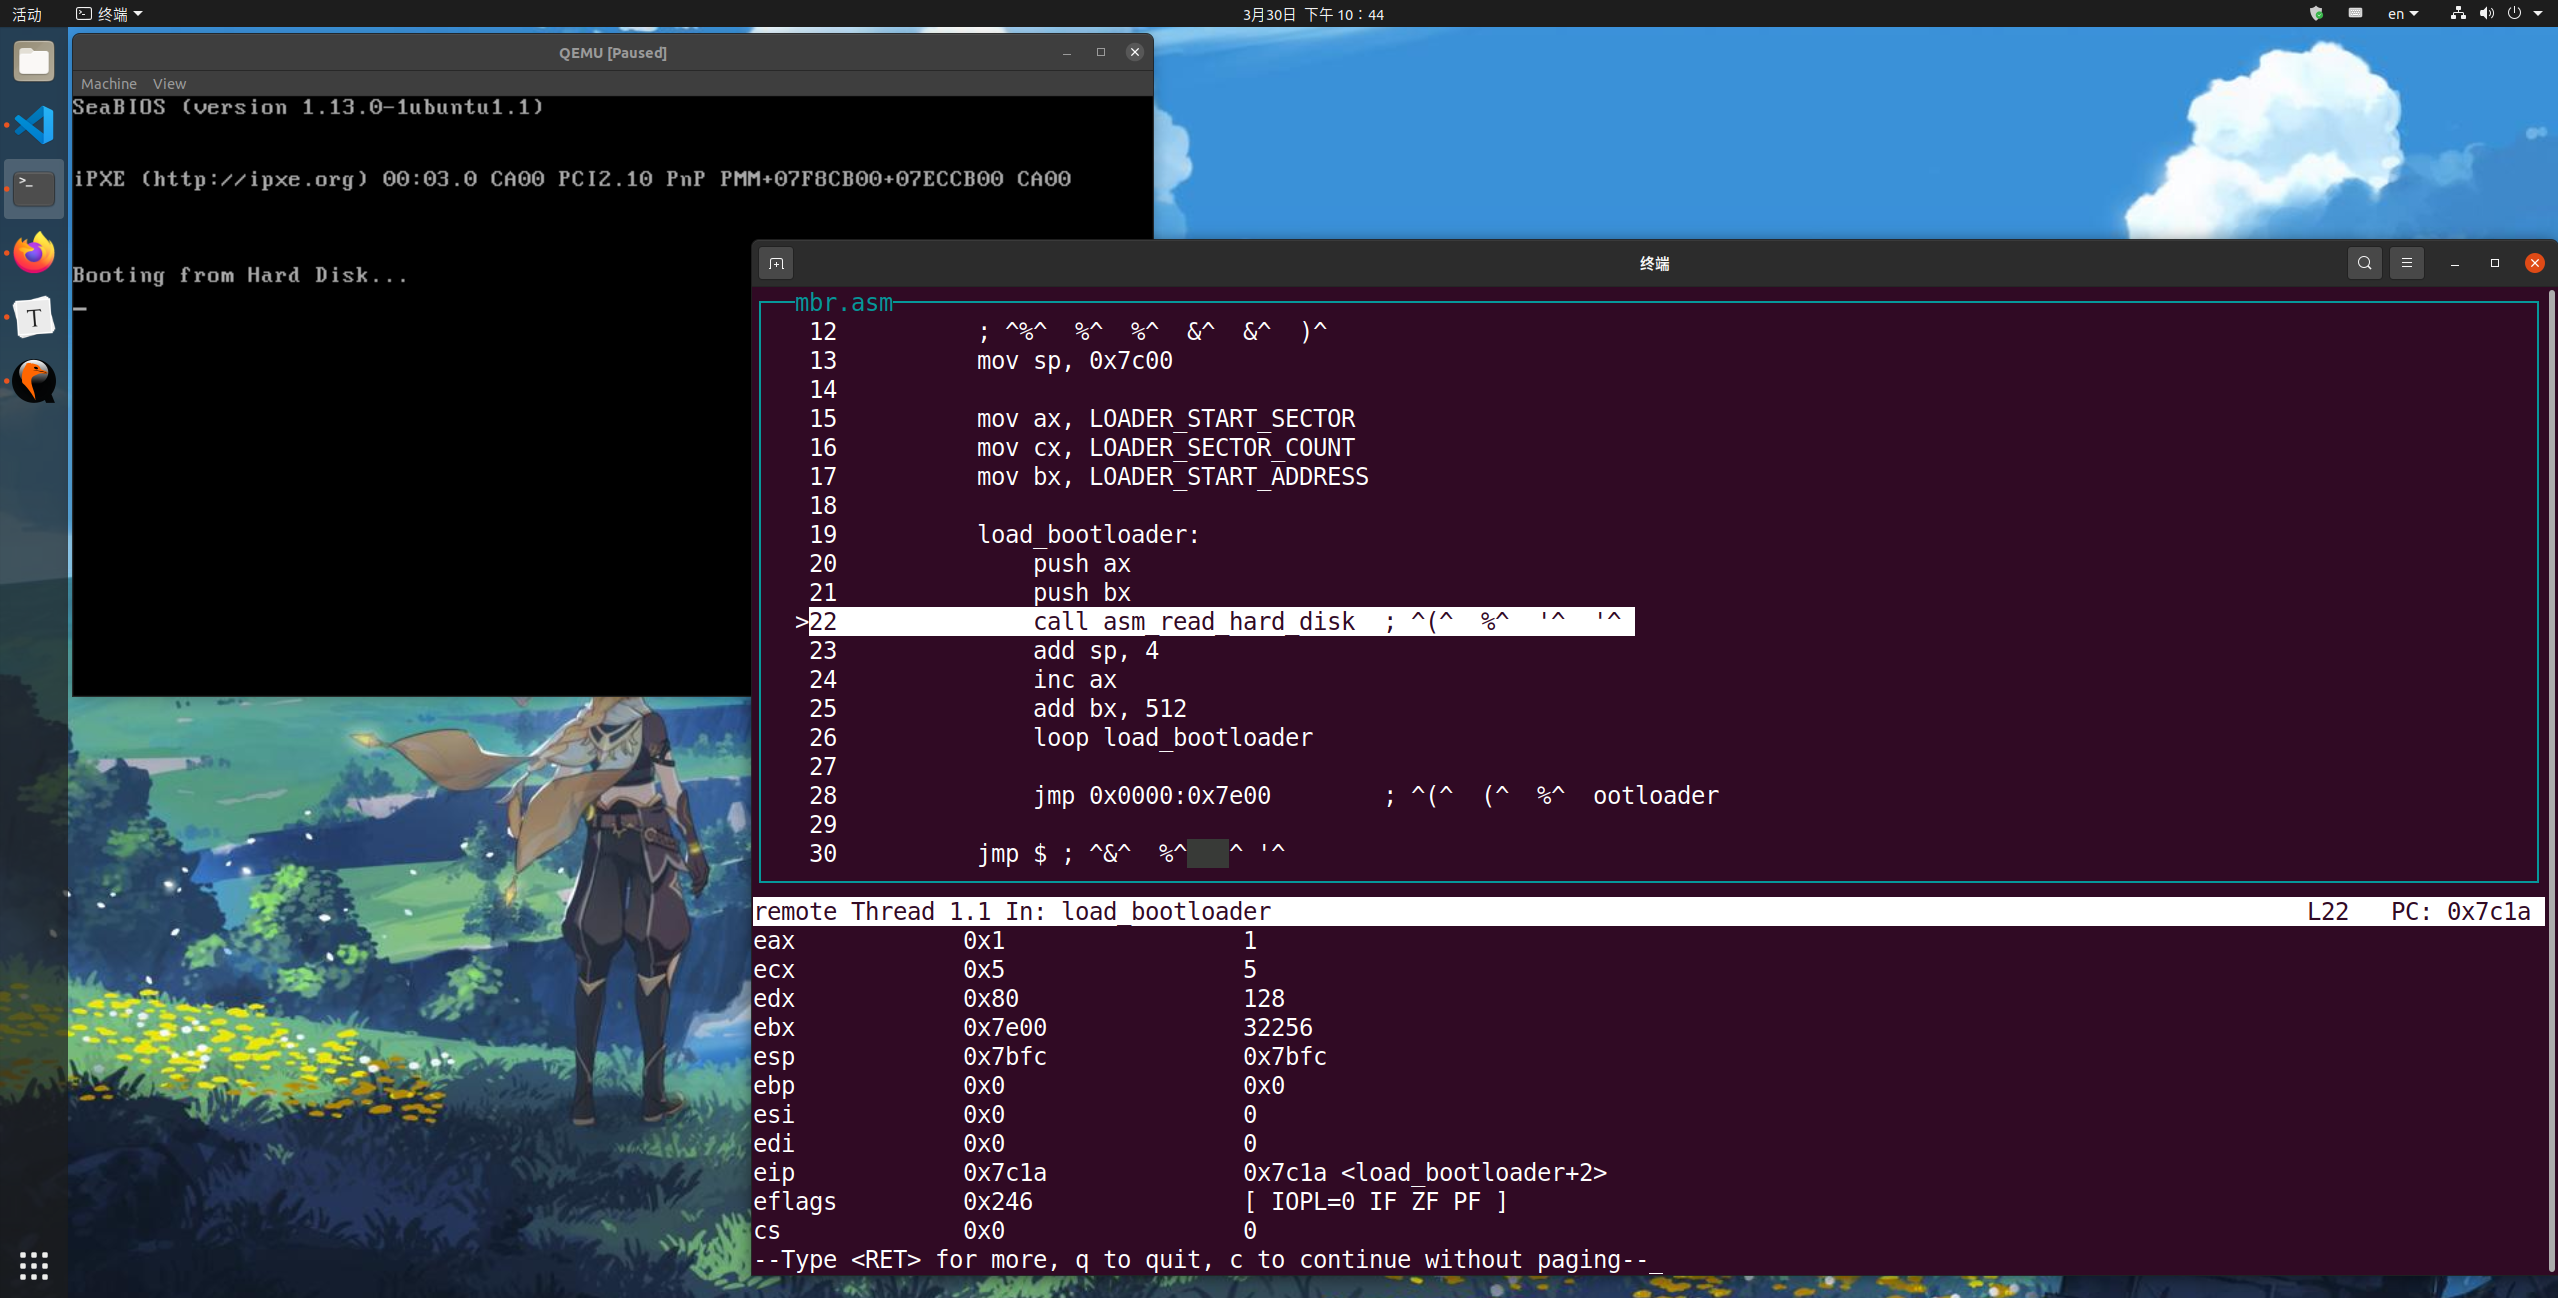 活动
终端
3月30日 下午 10：44
en
QEMU [Paused]
Machine View
SeaBIOS (version 1.13.0-1ubuntu1.1)
iPXE (http://ipxe.org) 00:03.0 CA00 PCI2.10 PnP PMM+07F8CB00+07ECCB00 CA00
Booting from Hard Disk...
终端
mbr.asm
12 ; ^%^ %^ %^ &^ &^ )^
13 mov sp, 0x7c00
14
15 mov ax, LOADER_START_SECTOR
16 mov cx, LOADER_SECTOR_COUNT
17 mov bx, LOADER_START_ADDRESS
18
19 load_bootloader:
20 push ax
21 push bx
>22 call asm_read_hard_disk ; ^(^ %^ '^ '^
23 add sp, 4
24 inc ax
25 add bx, 512
26 loop load_bootloader
27
28 jmp 0x0000:0x7e00 ; ^(^ (^ %^ ootloader
29
30 jmp $ ; ^&^ %^ ^ '^
remote Thread 1.1 In: load_bootloader L22 PC: 0x7c1a
eax 0x1 1
ecx 0x5 5
edx 0x80 128
ebx 0x7e00 32256
esp 0x7bfc 0x7bfc
ebp 0x0 0x0
esi 0x0 0
edi 0x0 0
eip 0x7c1a 0x7c1a <load_bootloader+2>
eflags 0x246 [ IOPL=0 IF ZF PF ]
cs 0x0 0
--Type <RET> for more, q to quit, c to continue without paging--_